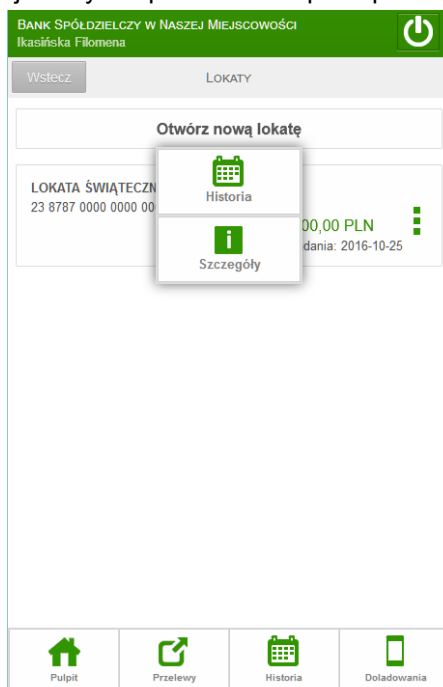 BANK SPÓŁDZIELCZY W NASZEJ MIEJSCOWOŚCI
Ikasińska Filomena
Wstecz
LOKATY
Otwórz nową lokatę
LOKATA ŚWIĄTECZN
23 8787 0000 0000 00
Historia
00,00 PLN
dania: 2016-10-25
Szczegóły
Pulpit
Przelewy
Historia
Doladowania